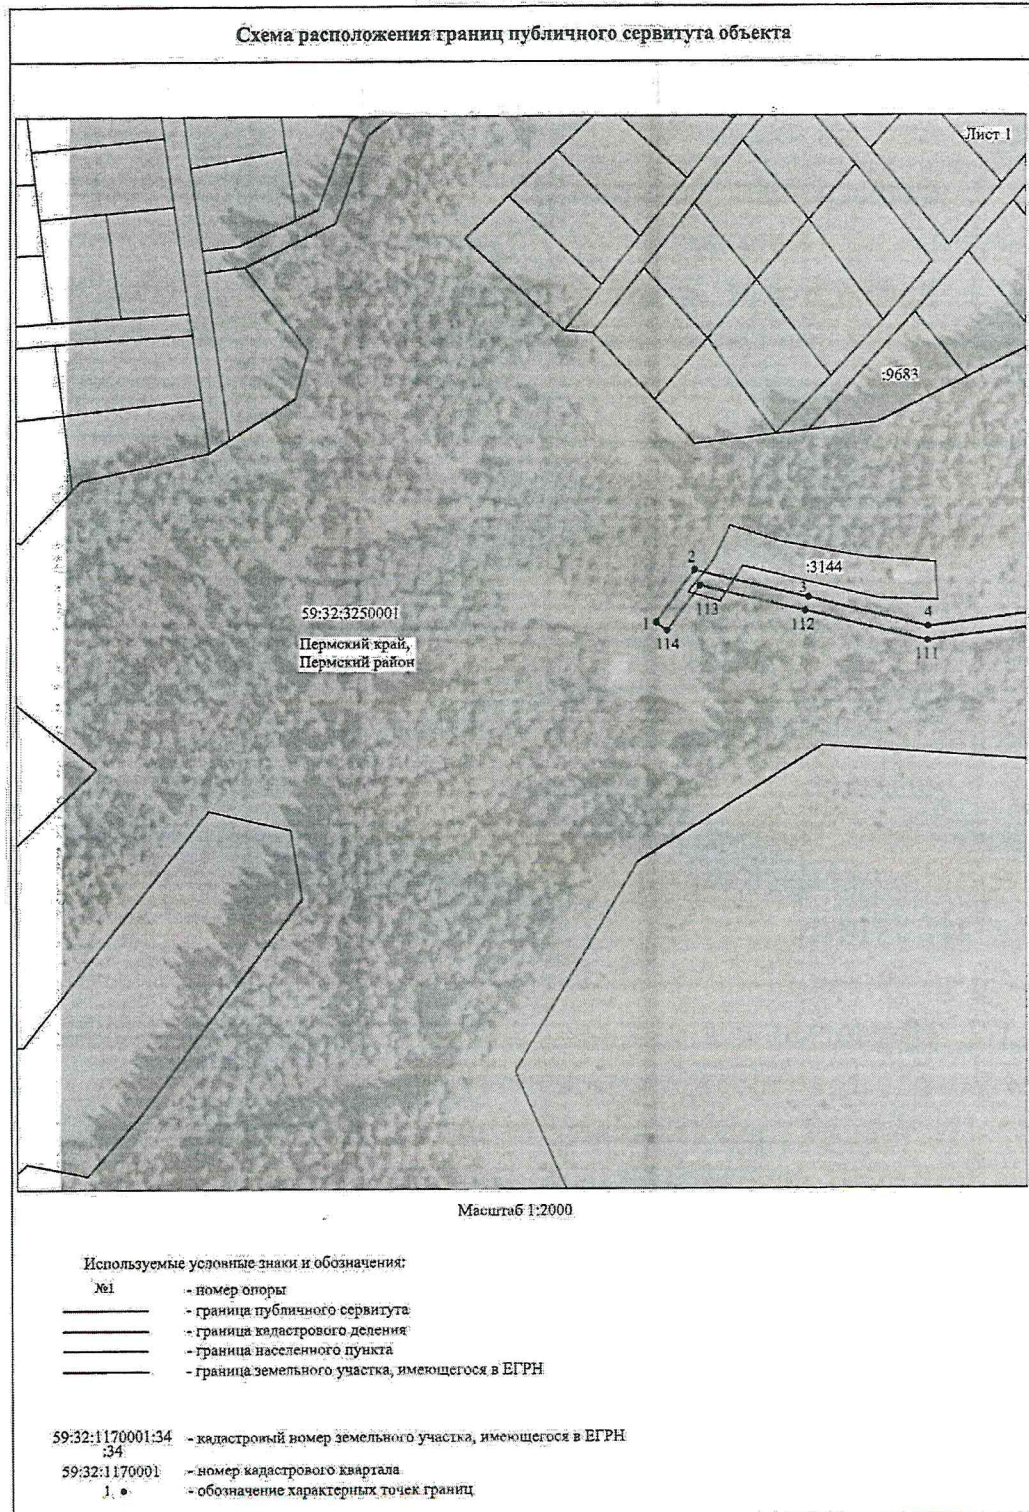 Схема расположения границ публичного сервитута объекта
Лист 1
:9683
:3144
2
3
4
1
113
112
111
114
59:32:3250001
Пермский край,
Пермский район
Масштаб 1:2000
Используемые условные знаки и обозначения:
№1 - номер опоры
- граница публичного сервитута
- граница кадастрового деления
- граница населенного пункта
- граница земельного участка, имеющегося в ЕГРН
59:32:1170001:34 - кадастровый номер земельного участка, имеющегося в ЕГРН
:34
59:32:1170001 - номер кадастрового квартала
1 - обозначение характерных точек границ